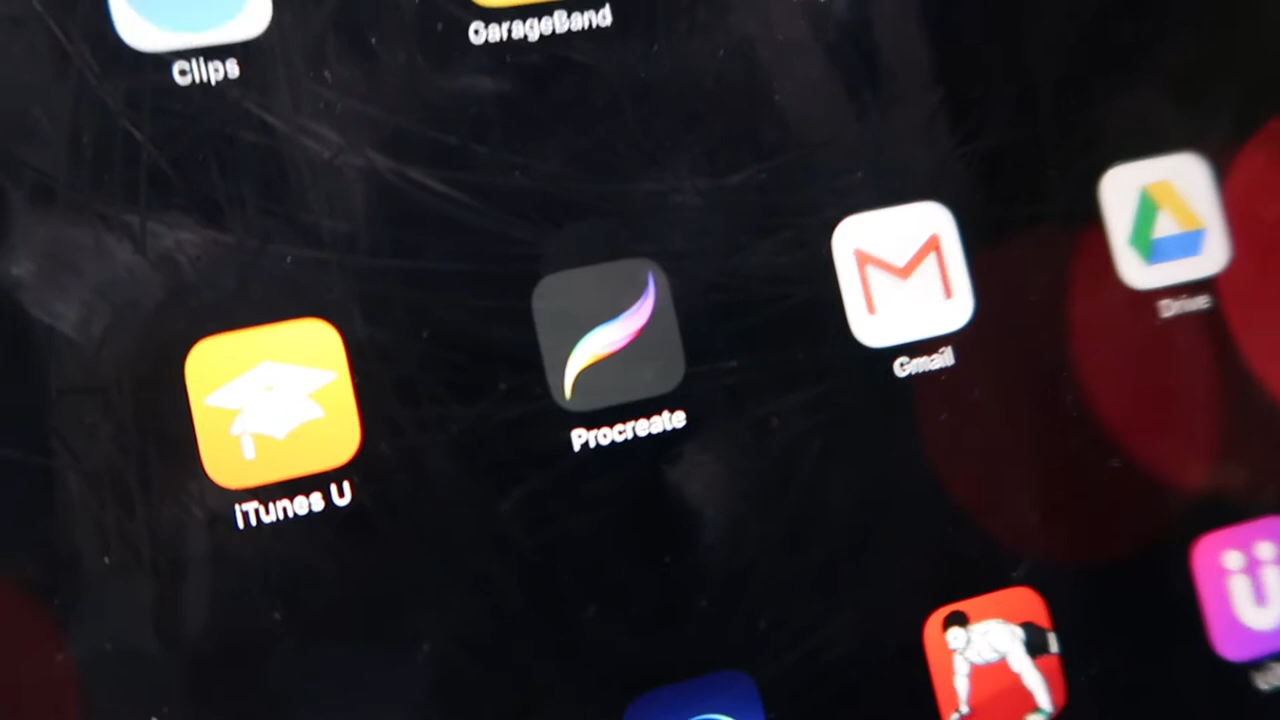 Clips
GarageBand
iTunes U
Procreate
Gmail
Drive
ü